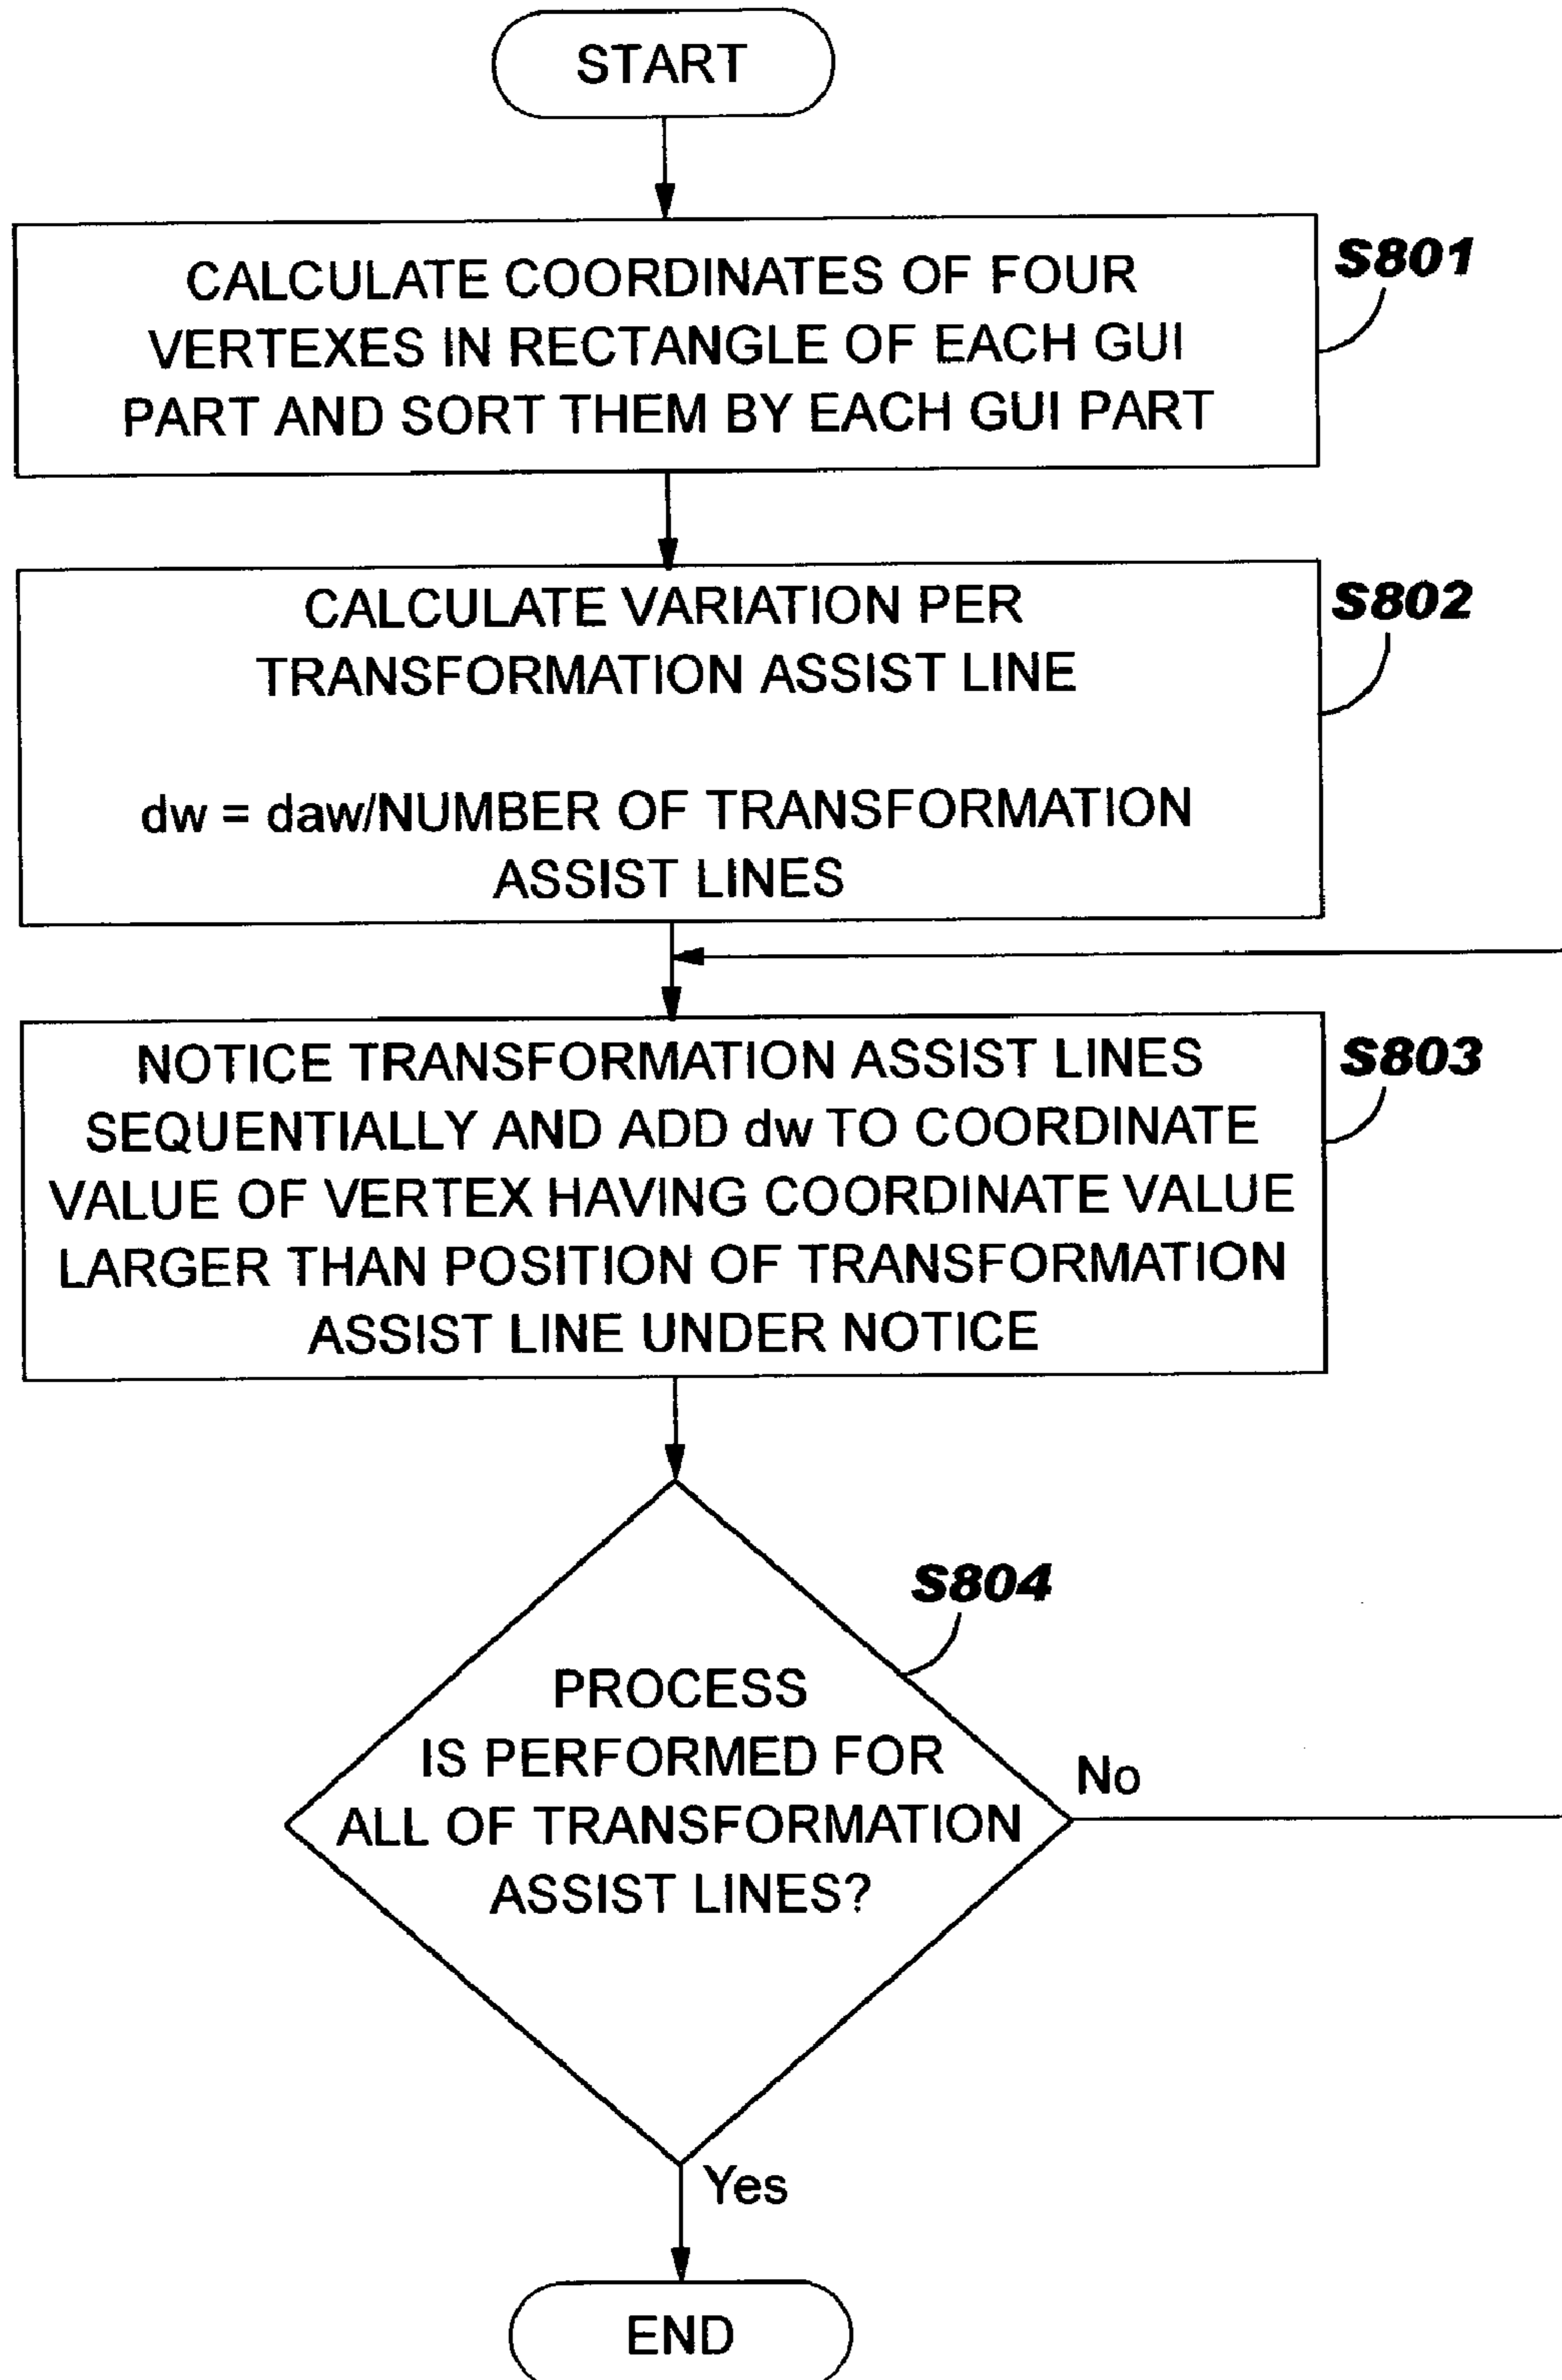 START
CALCULATE COORDINATES OF FOUR
VERTEXES IN RECTANGLE OF EACH GUI
PART AND SORT THEM BY EACH GUI PART
S801
CALCULATE VARIATION PER
TRANSFORMATION ASSIST LINE
dw = daw/NUMBER OF TRANSFORMATION
ASSIST LINES
S802
NOTICE TRANSFORMATION ASSIST LINES
SEQUENTIALLY AND ADD dw TO COORDINATE
VALUE OF VERTEX HAVING COORDINATE VALUE
LARGER THAN POSITION OF TRANSFORMATION
ASSIST LINE UNDER NOTICE
S803
S804
PROCESS
IS PERFORMED FOR
ALL OF TRANSFORMATION
ASSIST LINES?
No
Yes
END